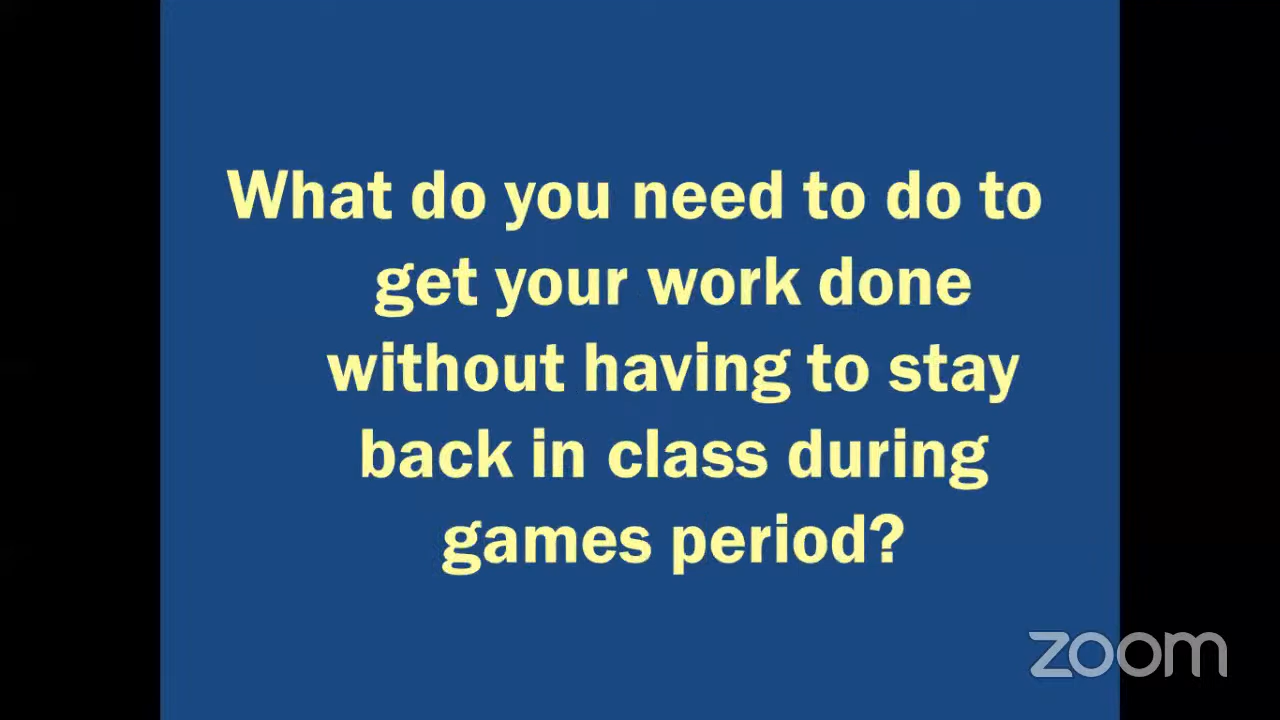 What do you need to do to
get your work done
without having to stay
back in class during
games period?
zoom